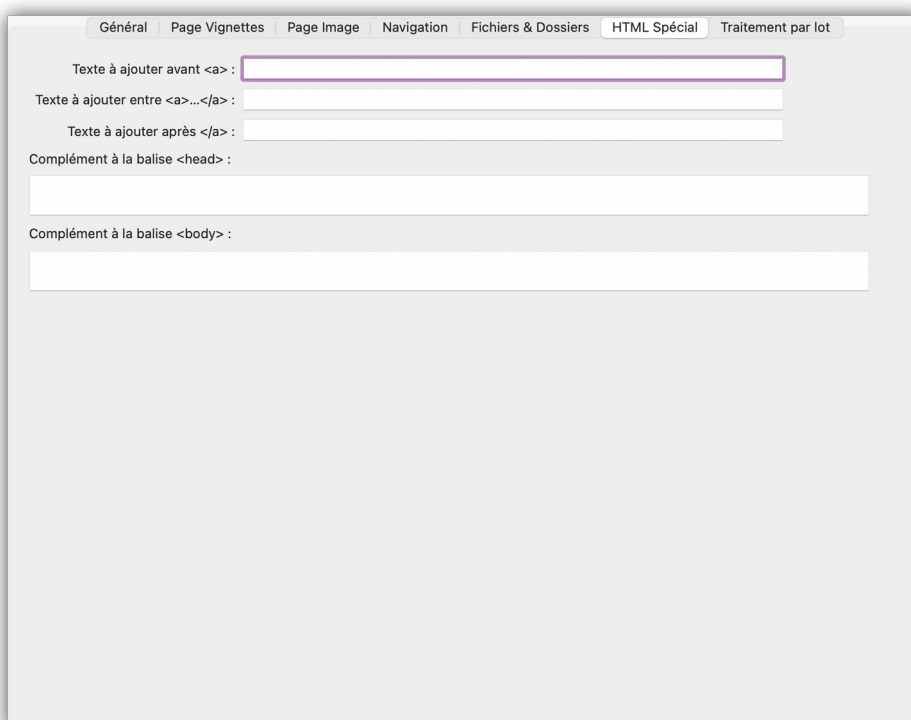 Général Page Vignettes Page Image Navigation Fichiers & Dossiers HTML Spécial Traitement par lot
Texte à ajouter avant <a> :
Texte à ajouter entre <a>...</a> :
Texte à ajouter après </a> :
Complément à la balise <head> :
Complément à la balise <body> :